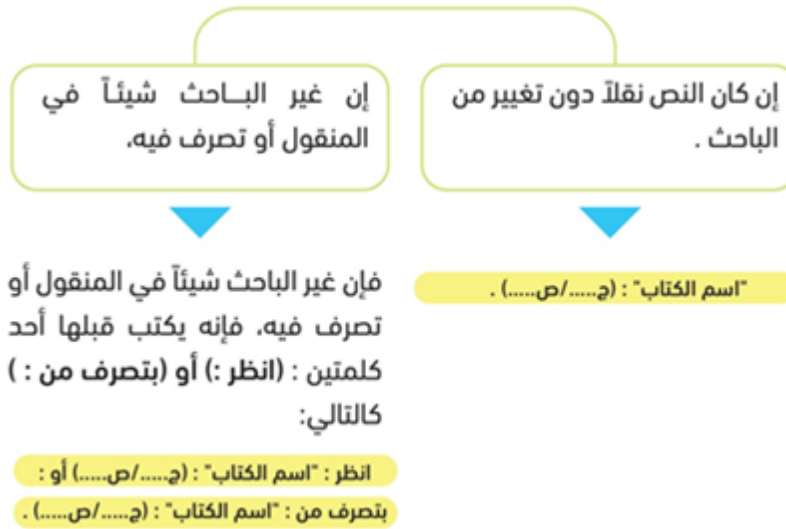 إن كان النص نقلاً دون تغيير من
الباحث .
"اسم الكتاب" : (ج...../ص.....) .
إن غير الباحث شيئاً في
المنقول أو تصرف فيه،
فإن غير الباحث شيئاً في المنقول أو
تصرف فيه، فإنه يكتب قبلها أحد
كلمتين : (انظر :) أو (بتصرف من : )
كالتالي:
انظر : "اسم الكتاب" : (ج...../ص.....) أو :
بتصرف من : "اسم الكتاب" : (ج...../ص.....) .